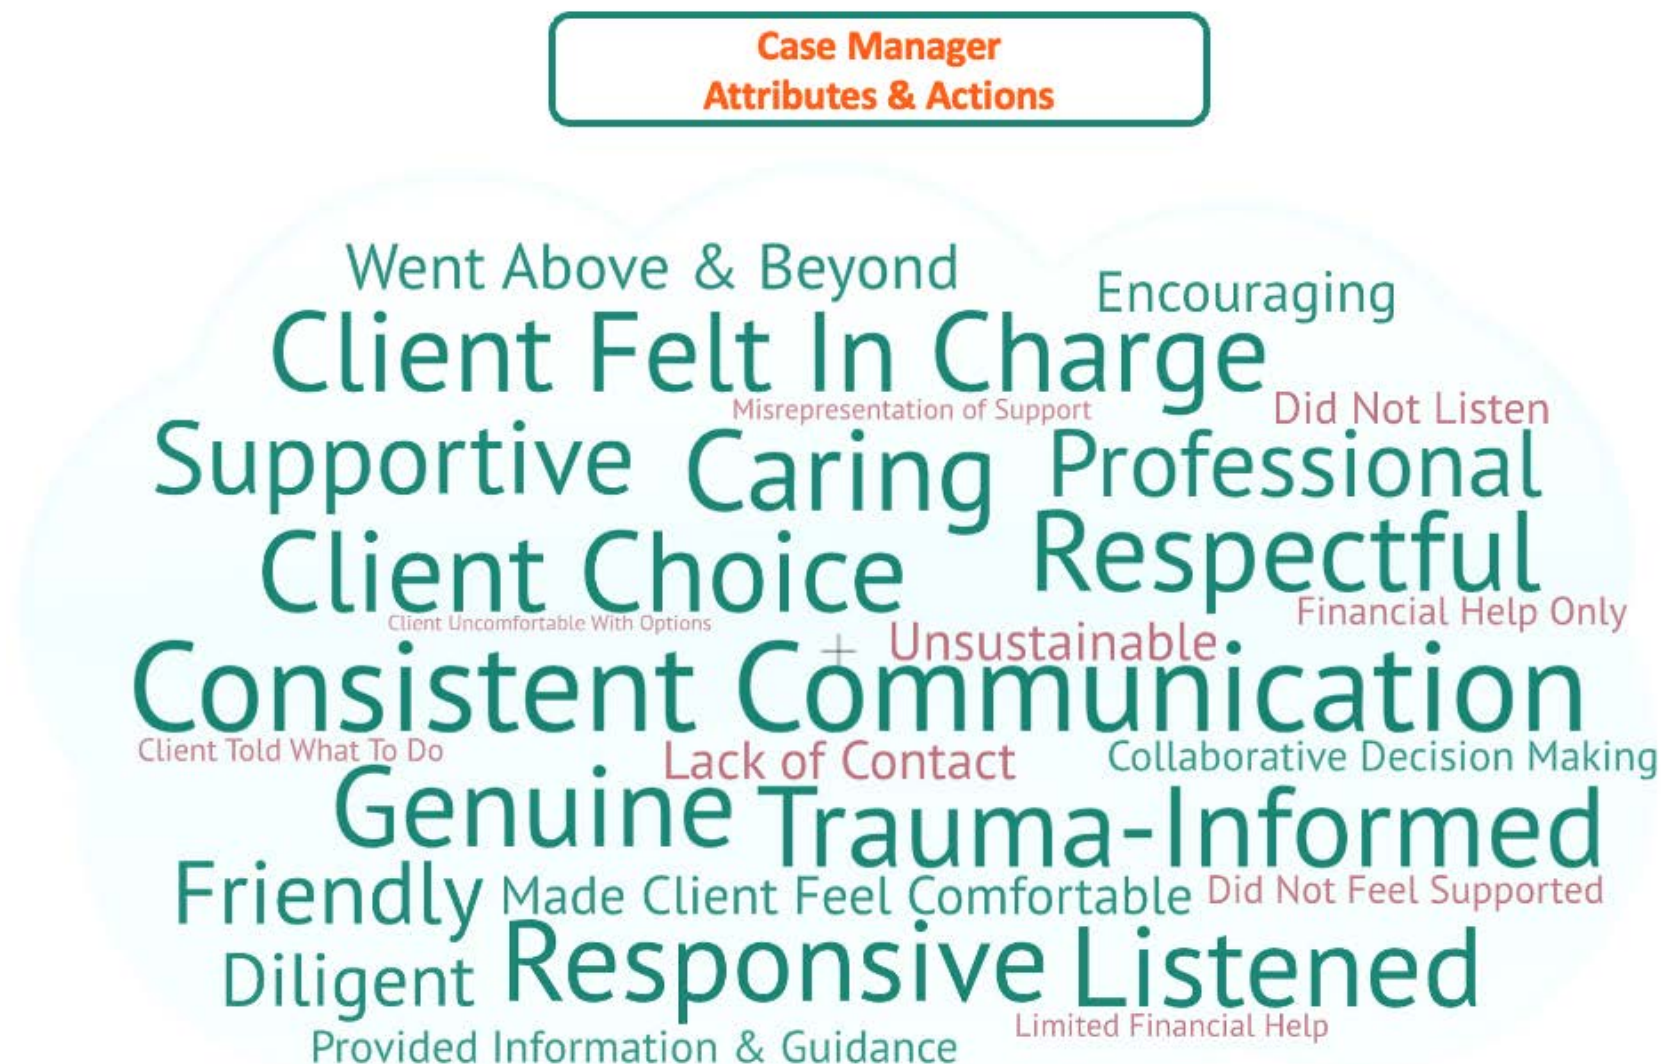 Case Manager
Attributes & Actions
Went Above & Beyond
Encouraging
Client Felt In Charge
Misrepresentation of Support
Did Not Listen
Supportive
Caring
Professional
Client Choice
Respectful
Client Uncomfortable With Options
Financial Help Only
Unsustainable
Consistent Communication
Client Told What To Do
Lack of Contact
Collaborative Decision Making
Genuine
Trauma-Informed
Friendly
Made Client Feel Comfortable
Did Not Feel Supported
Diligent
Responsive
Listened
Limited Financial Help
Provided Information & Guidance